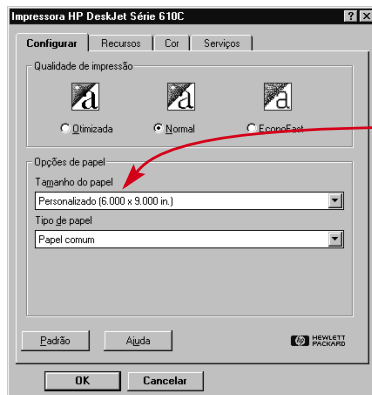 Impressora HP DeskJet Série 610C
Configurar Recursos Cor Serviços
Qualidade de impressão
Otimizada Normal EconoFast
Opções de papel
Tamanho do papel
Personalizado (6.000 x 9.000 in.)
Tipo de papel
Papel comum
Padrão Ajuda HEWLETT
PACKARD
OK Cancelar